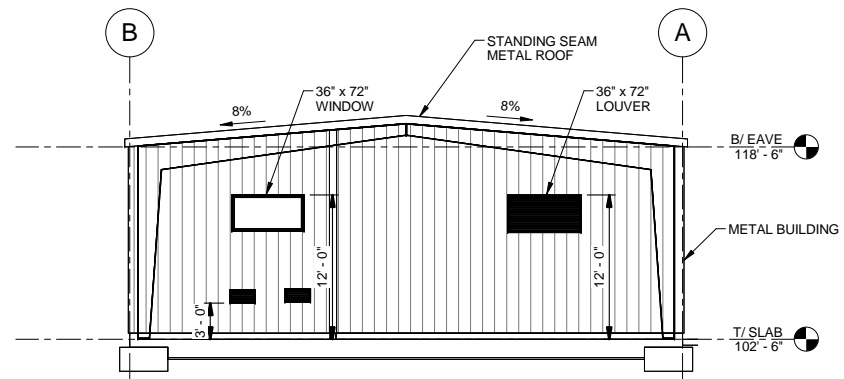 B
A
STANDING SEAM
METAL ROOF
36" x 72"
WINDOW
36" x 72"
LOUVER
8%
8%
B/ EAVE
118' - 6"
METAL BUILDING
12' - 0"
12' - 0"
3' - 0"
T/ SLAB
102' - 6"